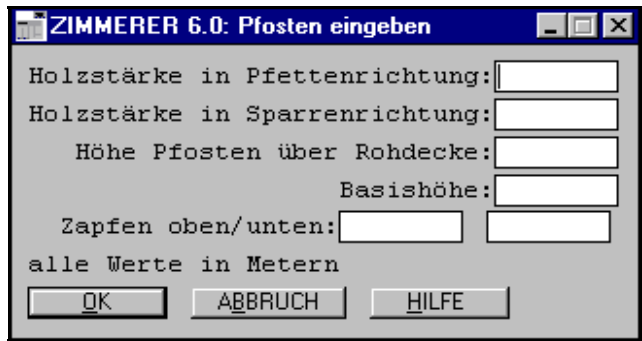 ZIMMERER 6.0: Pfosten eingeben
Holzstärke in Pfettenrichtung:
Holzstärke in Sparrenrichtung:
Höhe Pfosten über Rohdecke:
Basishöhe:
Zapfen oben/unten:
alle Werte in Metern
OK ABBRUCH HILFE